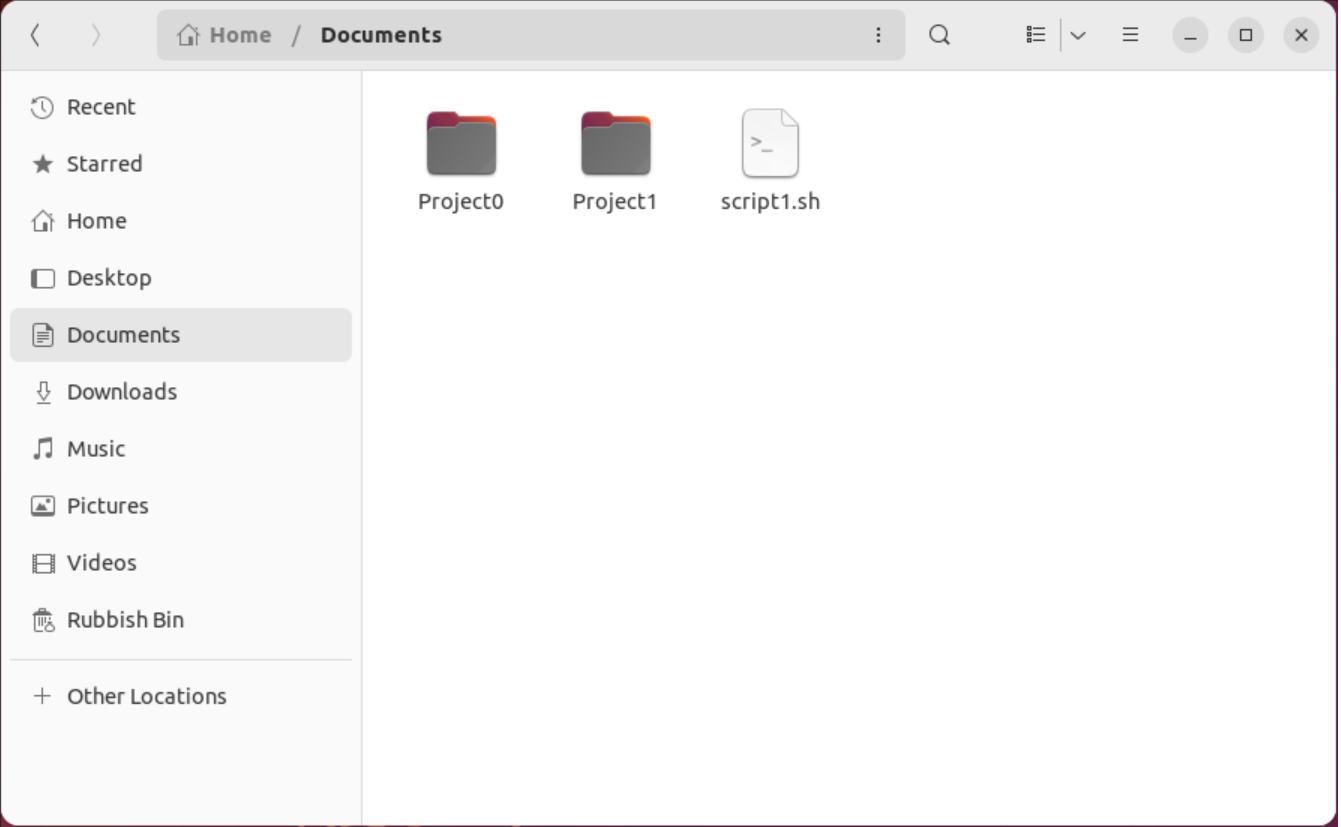 Home / Documents
Recent
Starred
Home
Desktop
Documents
Downloads
Music
Pictures
Videos
Rubbish Bin
+ Other Locations
>_
Project0 Project1 script1.sh